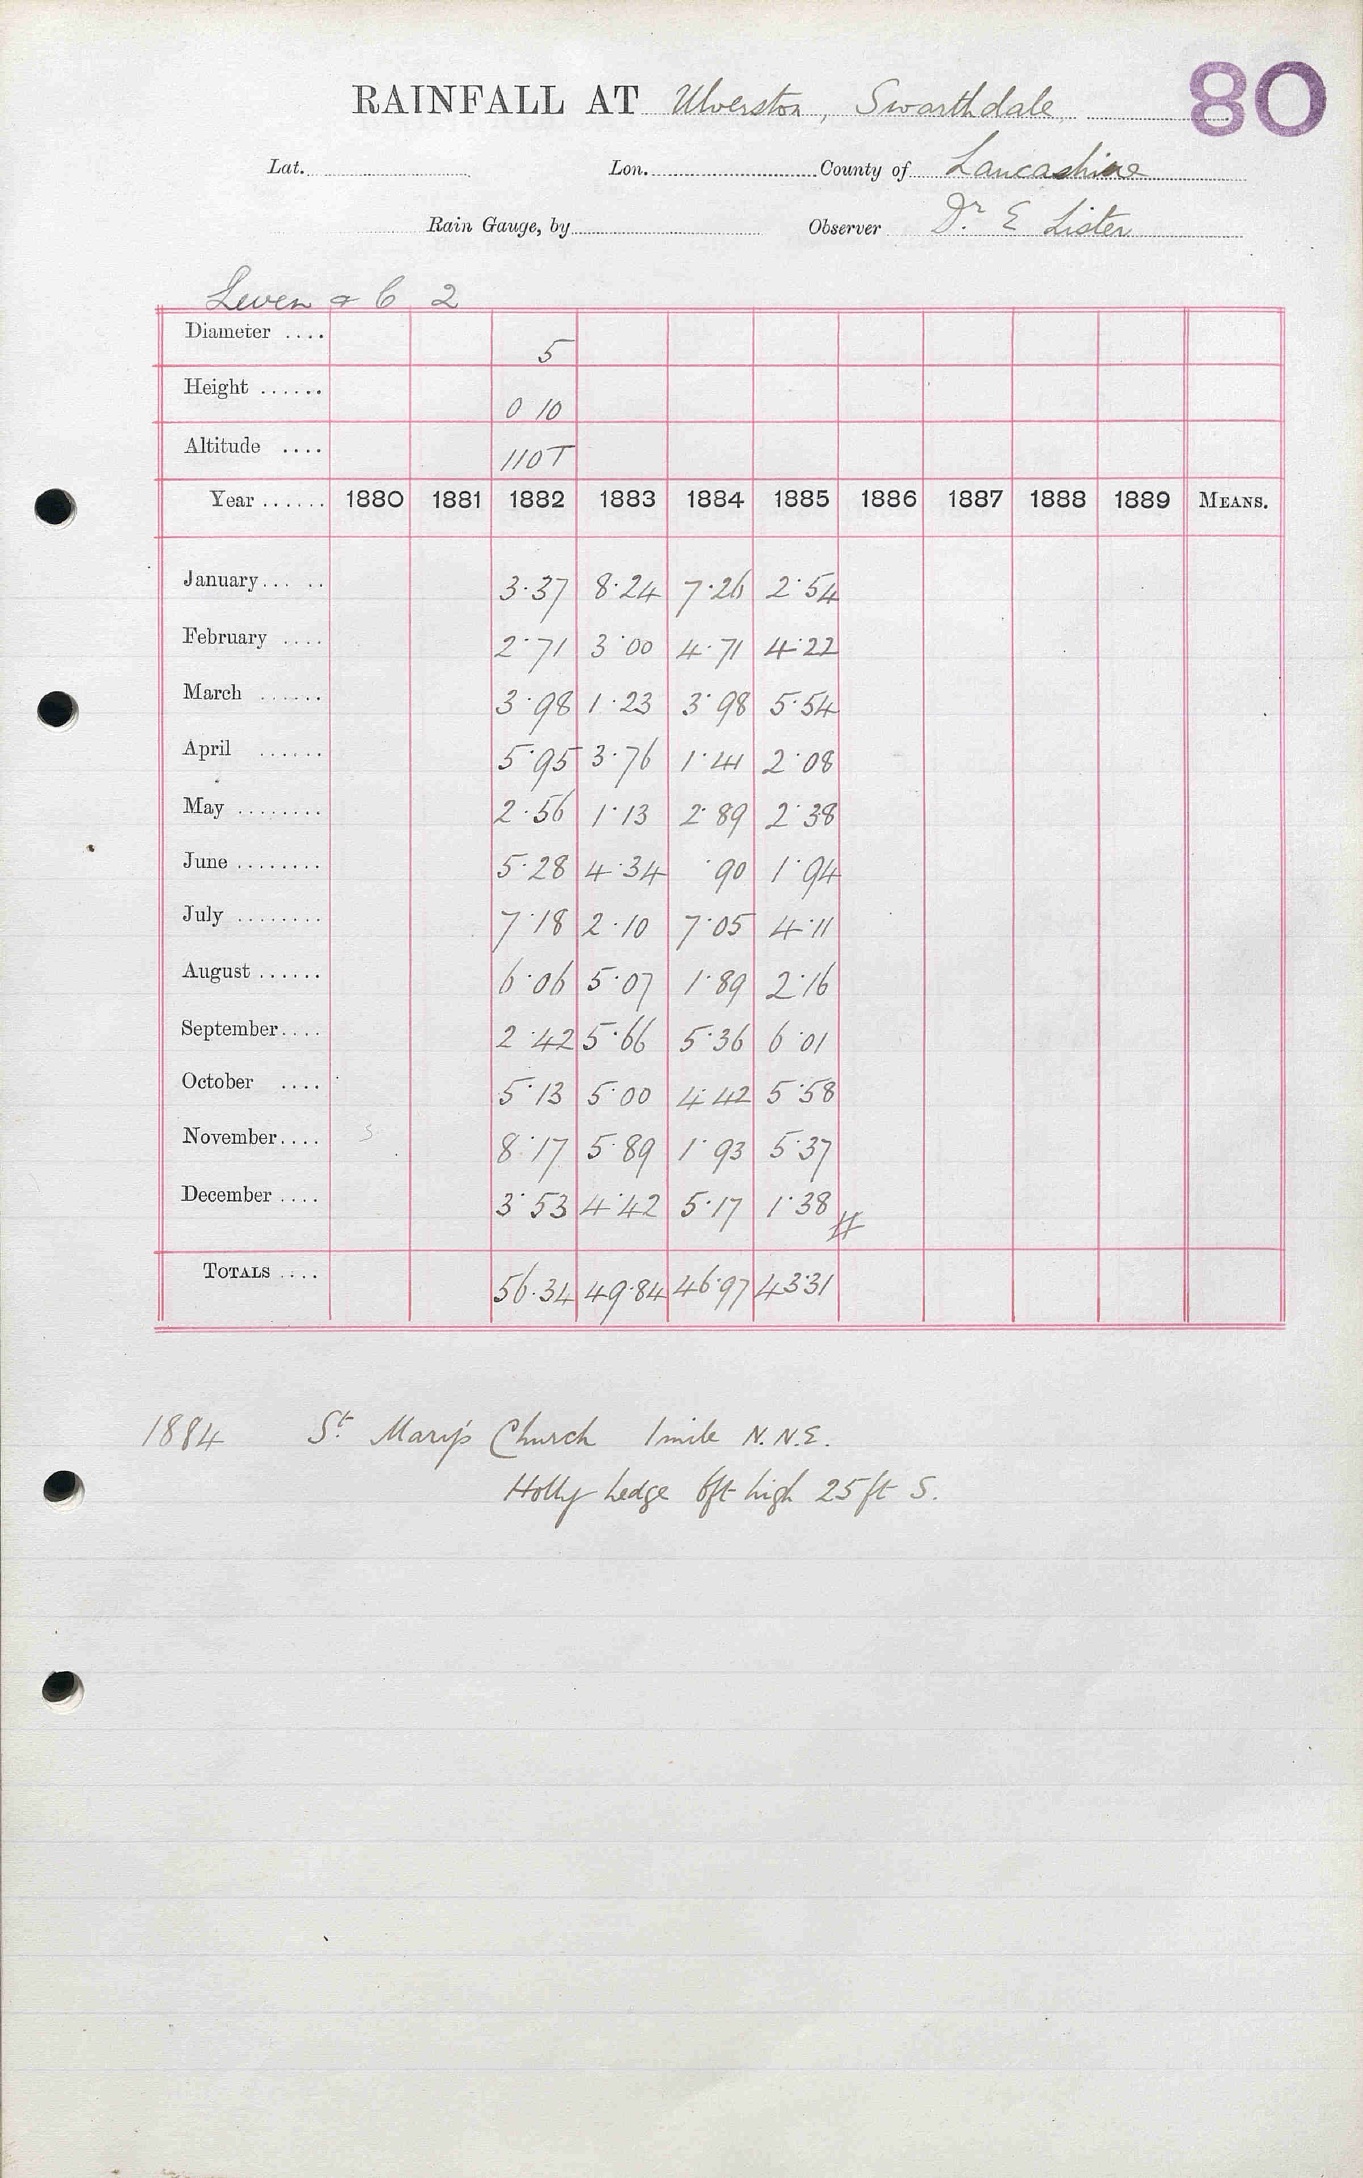 80
RAINFALL AT Ulverston, Swarthdale
Lat. Lon. County of Lancashire
Rain Gauge, by Observer Dr. E Lister
Leven & C 2
Diameter .... 5
Height ...... 0 10
Altitude .... 110T
Year ...... 1880 1881 1882 1883 1884 1885 1886 1887 1888 1889 MEANS.
January... .. 3.37 8.24 7.26 2.54
February .... 2.71 3.00 4.71 4.22
March ...... 3.98 1.23 3.98 5.54
April ...... 5.95 3.76 1.41 2.08
May ........ 2.56 1.13 2.89 2.38
June ........ 5.28 4.34 .90 1.94
July ........ 7.18 2.10 7.05 4.11
August ...... 6.06 5.07 1.89 2.16
September.... 2.42 5.66 5.36 6.01
October .... 5.13 5.00 4.42 5.58
November.... 8.17 5.89 1.93 5.37
December .... 3.53 4.42 5.17 1.38
TOTALS .... 56.34 49.84 46.97 43.31
1884 St. Mary's Church 1 mile N.N.E.
Holly hedge 6ft high 25 ft S.